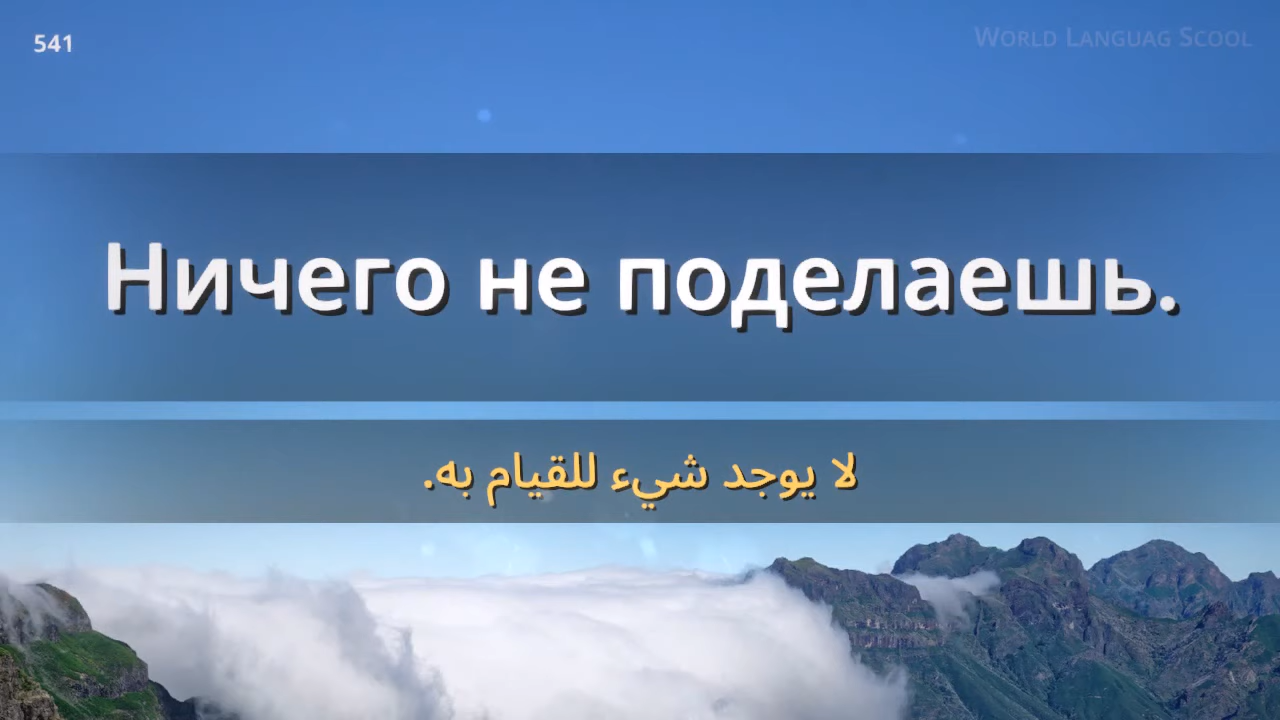 541
World Languag Scool
Ничего не поделаешь.
لا يوجد شيء للقيام به.